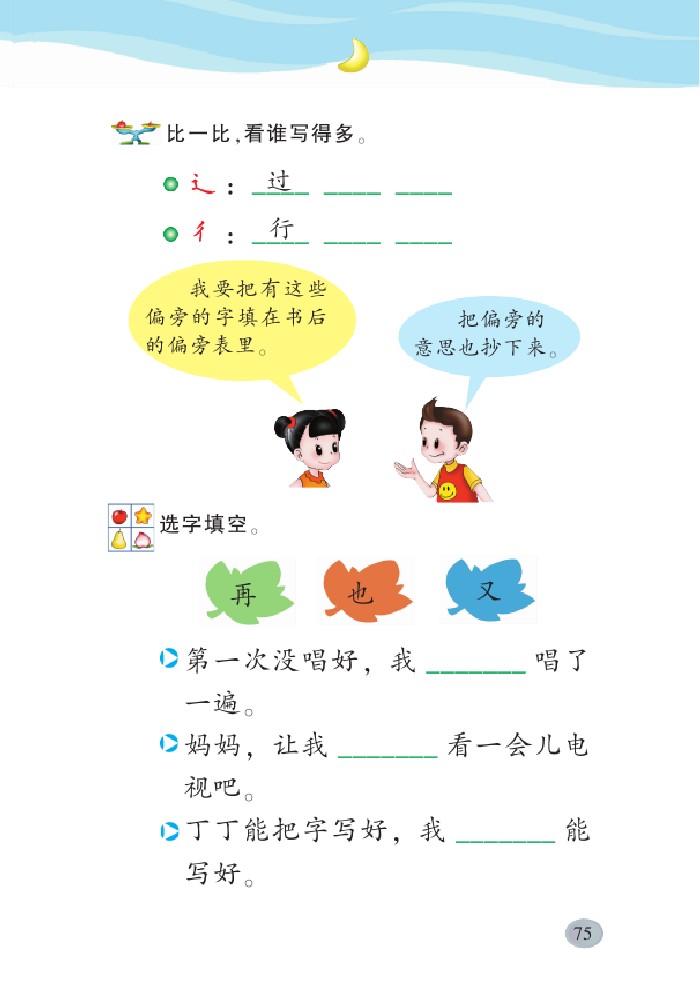 比一比，看谁写得多。
辶：过 ____ ____
彳：行 ____ ____
我要把有这些
偏旁的字填在书后
的偏旁表里。
把偏旁的
意思也抄下来。
选字填空。
再 也 又
第一次没唱好，我 _______ 唱了
一遍。
妈妈，让我 _______ 看一会儿电
视吧。
丁丁能把字写好，我 _______ 能
写好。
75